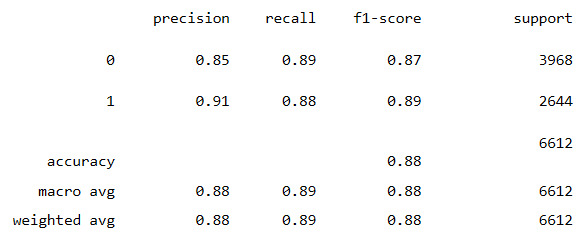 precision recall f1-score support
0 0.85 0.89 0.87 3968
1 0.91 0.88 0.89 2644
6612
accuracy 0.88
macro avg 0.88 0.89 0.88 6612
weighted avg 0.88 0.89 0.88 6612